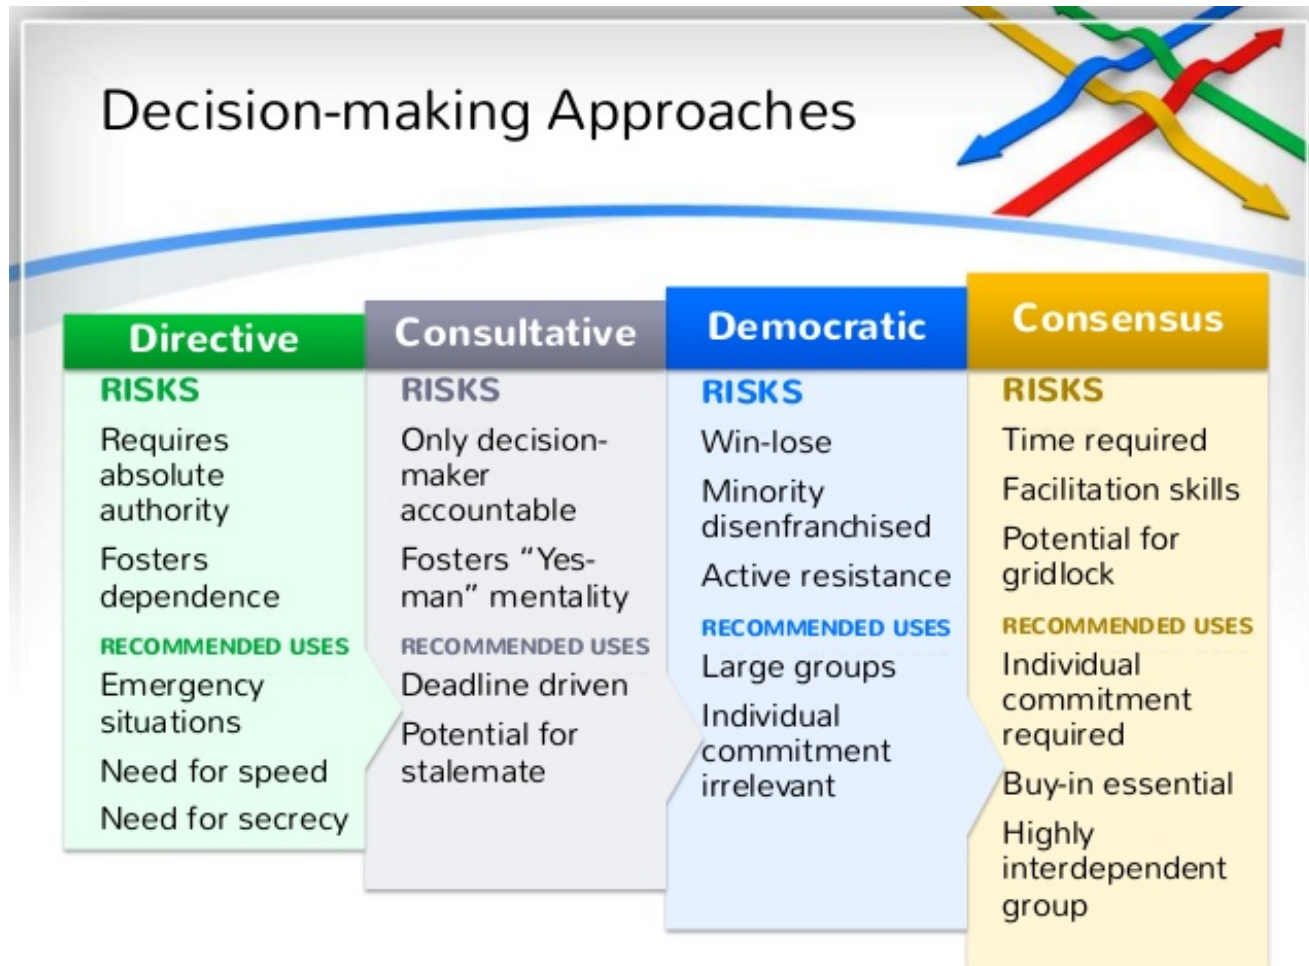 Decision-making Approaches
Directive
RISKS
Requires
absolute
authority
Fosters
dependence
RECOMMENDED USES
Emergency
situations
Need for speed
Need for secrecy
Consultative
RISKS
Only decision-
maker
accountable
Fosters “Yes-
man” mentality
RECOMMENDED USES
Deadline driven
Potential for
stalemate
Democratic
RISKS
Win-lose
Minority
disenfranchised
Active resistance
RECOMMENDED USES
Large groups
Individual
commitment
irrelevant
Consensus
RISKS
Time required
Facilitation skills
Potential for
gridlock
RECOMMENDED USES
Individual
commitment
required
Buy-in essential
Highly
interdependent
group